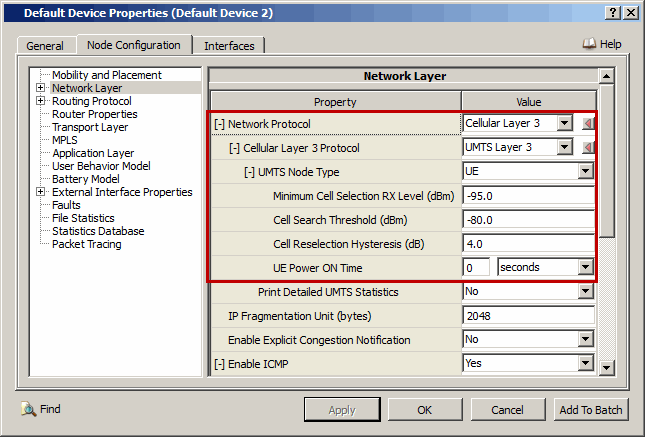 Default Device Properties (Default Device 2)
General
Node Configuration
Interfaces
Help
Mobility and Placement
Network Layer
Routing Protocol
Router Properties
Transport Layer
MPLS
Application Layer
User Behavior Model
Battery Model
External Interface Properties
Faults
File Statistics
Statistics Database
Packet Tracing
Network Layer
Property Value
[-] Network Protocol Cellular Layer 3
[-] Cellular Layer 3 Protocol UMTS Layer 3
[-] UMTS Node Type UE
Minimum Cell Selection RX Level (dBm) -95.0
Cell Search Threshold (dBm) -80.0
Cell Reselection Hysteresis (dB) 4.0
UE Power ON Time 0 seconds
Print Detailed UMTS Statistics No
IP Fragmentation Unit (bytes) 2048
Enable Explicit Congestion Notification No
[-] Enable ICMP Yes
Find
Apply
OK
Cancel
Add To Batch